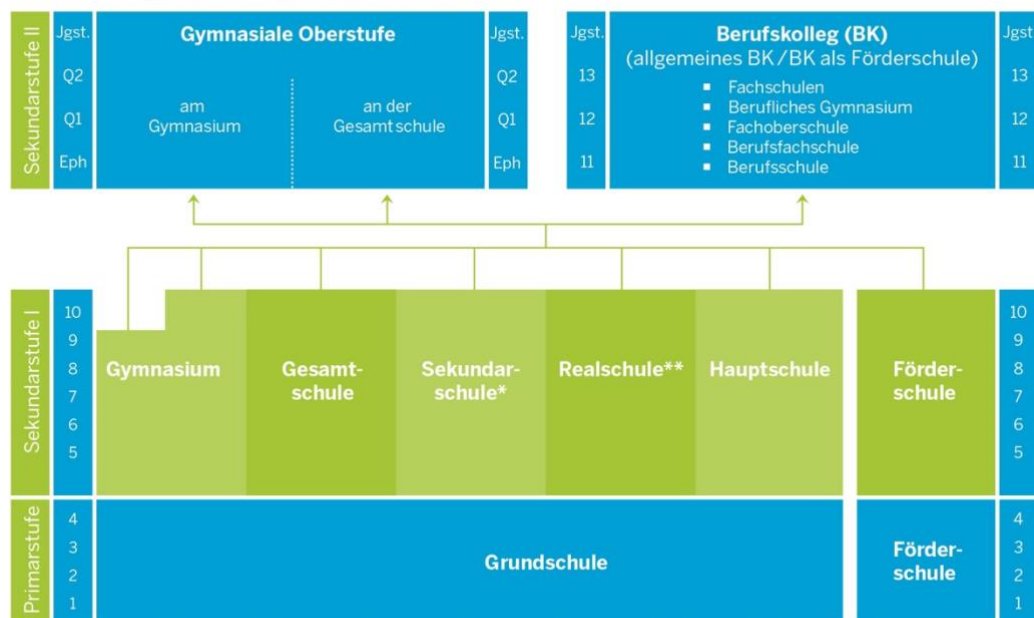 Sekundarstufe II
Jgst.
Q2
Q1
Eph
Gymnasiale Oberstufe
am
Gymnasium
an der
Gesamtschule
Jgst.
Q2
Q1
Eph
Jgst.
13
12
11
Berufskolleg (BK)
(allgemeines BK/BK als Förderschule)
▪ Fachschulen
▪ Berufliches Gymnasium
▪ Fachoberschule
▪ Berufsfachschule
▪ Berufsschule
Jgst.
13
12
11
Sekundarstufe I
10
9
8
7
6
5
Gymnasium
Gesamt-
schule
Sekundar-
schule*
Realschule**
Hauptschule
Förder-
schule
10
9
8
7
6
5
Primarstufe
4
3
2
1
Grundschule
Förder-
schule
4
3
2
1